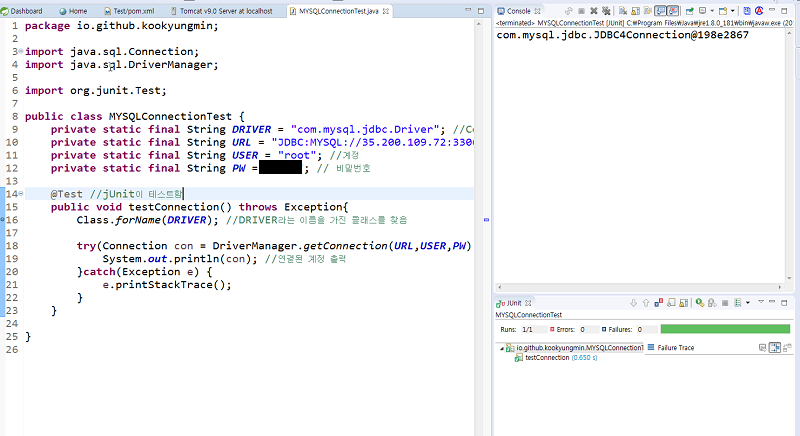 Dashboard Home Test/pom.xml Tomcat v9.0 Server at localhost MYSQLConnectionTest.java
1 package io.github.kookyungmin;
2
3 import java.sql.Connection;
4 import java.sql.DriverManager;
5
6 import org.junit.Test;
7
8 public class MYSQLConnectionTest {
9 private static final String DRIVER = "com.mysql.jdbc.Driver";
10 private static final String URL = "JDBC:MYSQL://35.200.109.72:330
11 private static final String USER = "root"; //계정
12 private static final String PW = ; // 비밀번호
13
14 @Test //jUnit이 테스트함
15 public void testConnection() throws Exception{
16 Class.forName(DRIVER); //DRIVER라는 이름을 가진 클래스를 찾음
17
18 try(Connection con = DriverManager.getConnection(URL,USER,PW)
19 System.out.println(con); //연결된 계정 출력
20 }catch(Exception e) {
21 e.printStackTrace();
22 }
23 }
24
25 }
26
Console
<terminated> MYSQLConnectionTest [JUnit] C:₩Program Files₩Java₩jre1.8.0_181₩bin₩javaw.exe (20
com.mysql.jdbc.JDBC4Connection@198e2867
JUnit
MYSQLConnectionTest
Runs: 1/1 Errors: 0 Failures: 0
io.github.kookyungmin.MYSQLConnectionT Failure Trace
testConnection (0.650 s)